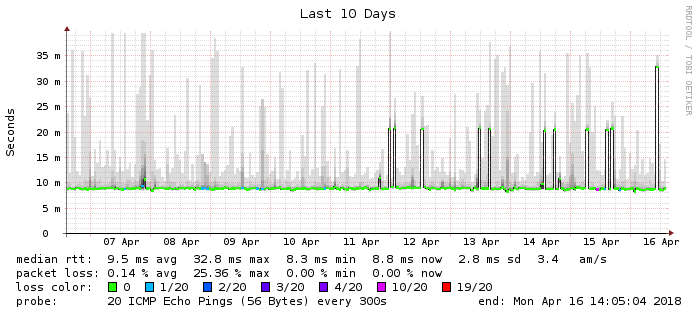 Last 10 Days
RRDTOOL / TOBI OETIKER
Seconds
35 m
30 m
25 m
20 m
15 m
10 m
5 m
0
07 Apr 08 Apr 09 Apr 10 Apr 11 Apr 12 Apr 13 Apr 14 Apr 15 Apr 16 Apr
median rtt: 9.5 ms avg 32.8 ms max 8.3 ms min 8.8 ms now 2.8 ms sd 3.4 am/s
packet loss: 0.14 % avg 25.36 % max 0.00 % min 0.00 % now
loss color: 0 1/20 2/20 3/20 4/20 10/20 19/20
probe: 20 ICMP Echo Pings (56 Bytes) every 300s end: Mon Apr 16 14:05:04 2018